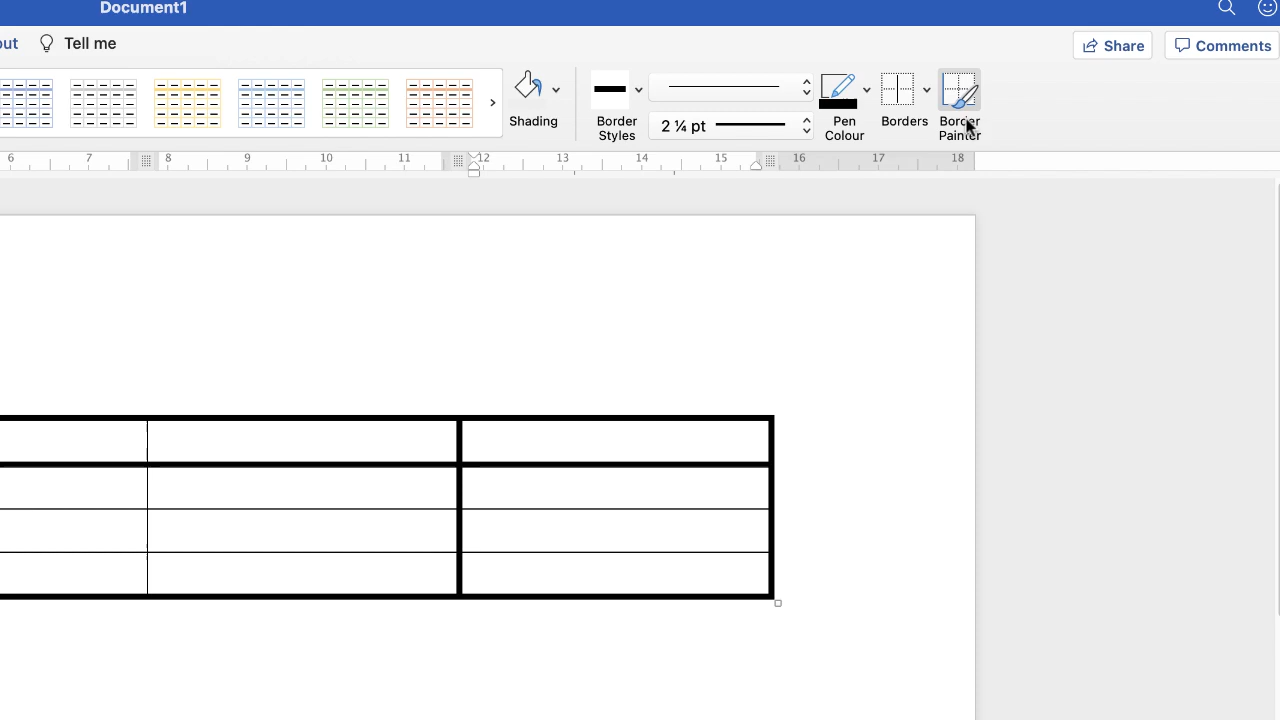 Document1
out
Tell me
Share
Comments
Shading
Border
Styles
2 ¼ pt
Pen
Colour
Borders
Border
Painter
6 7 8 9 10 11 12 13 14 15 16 17 18